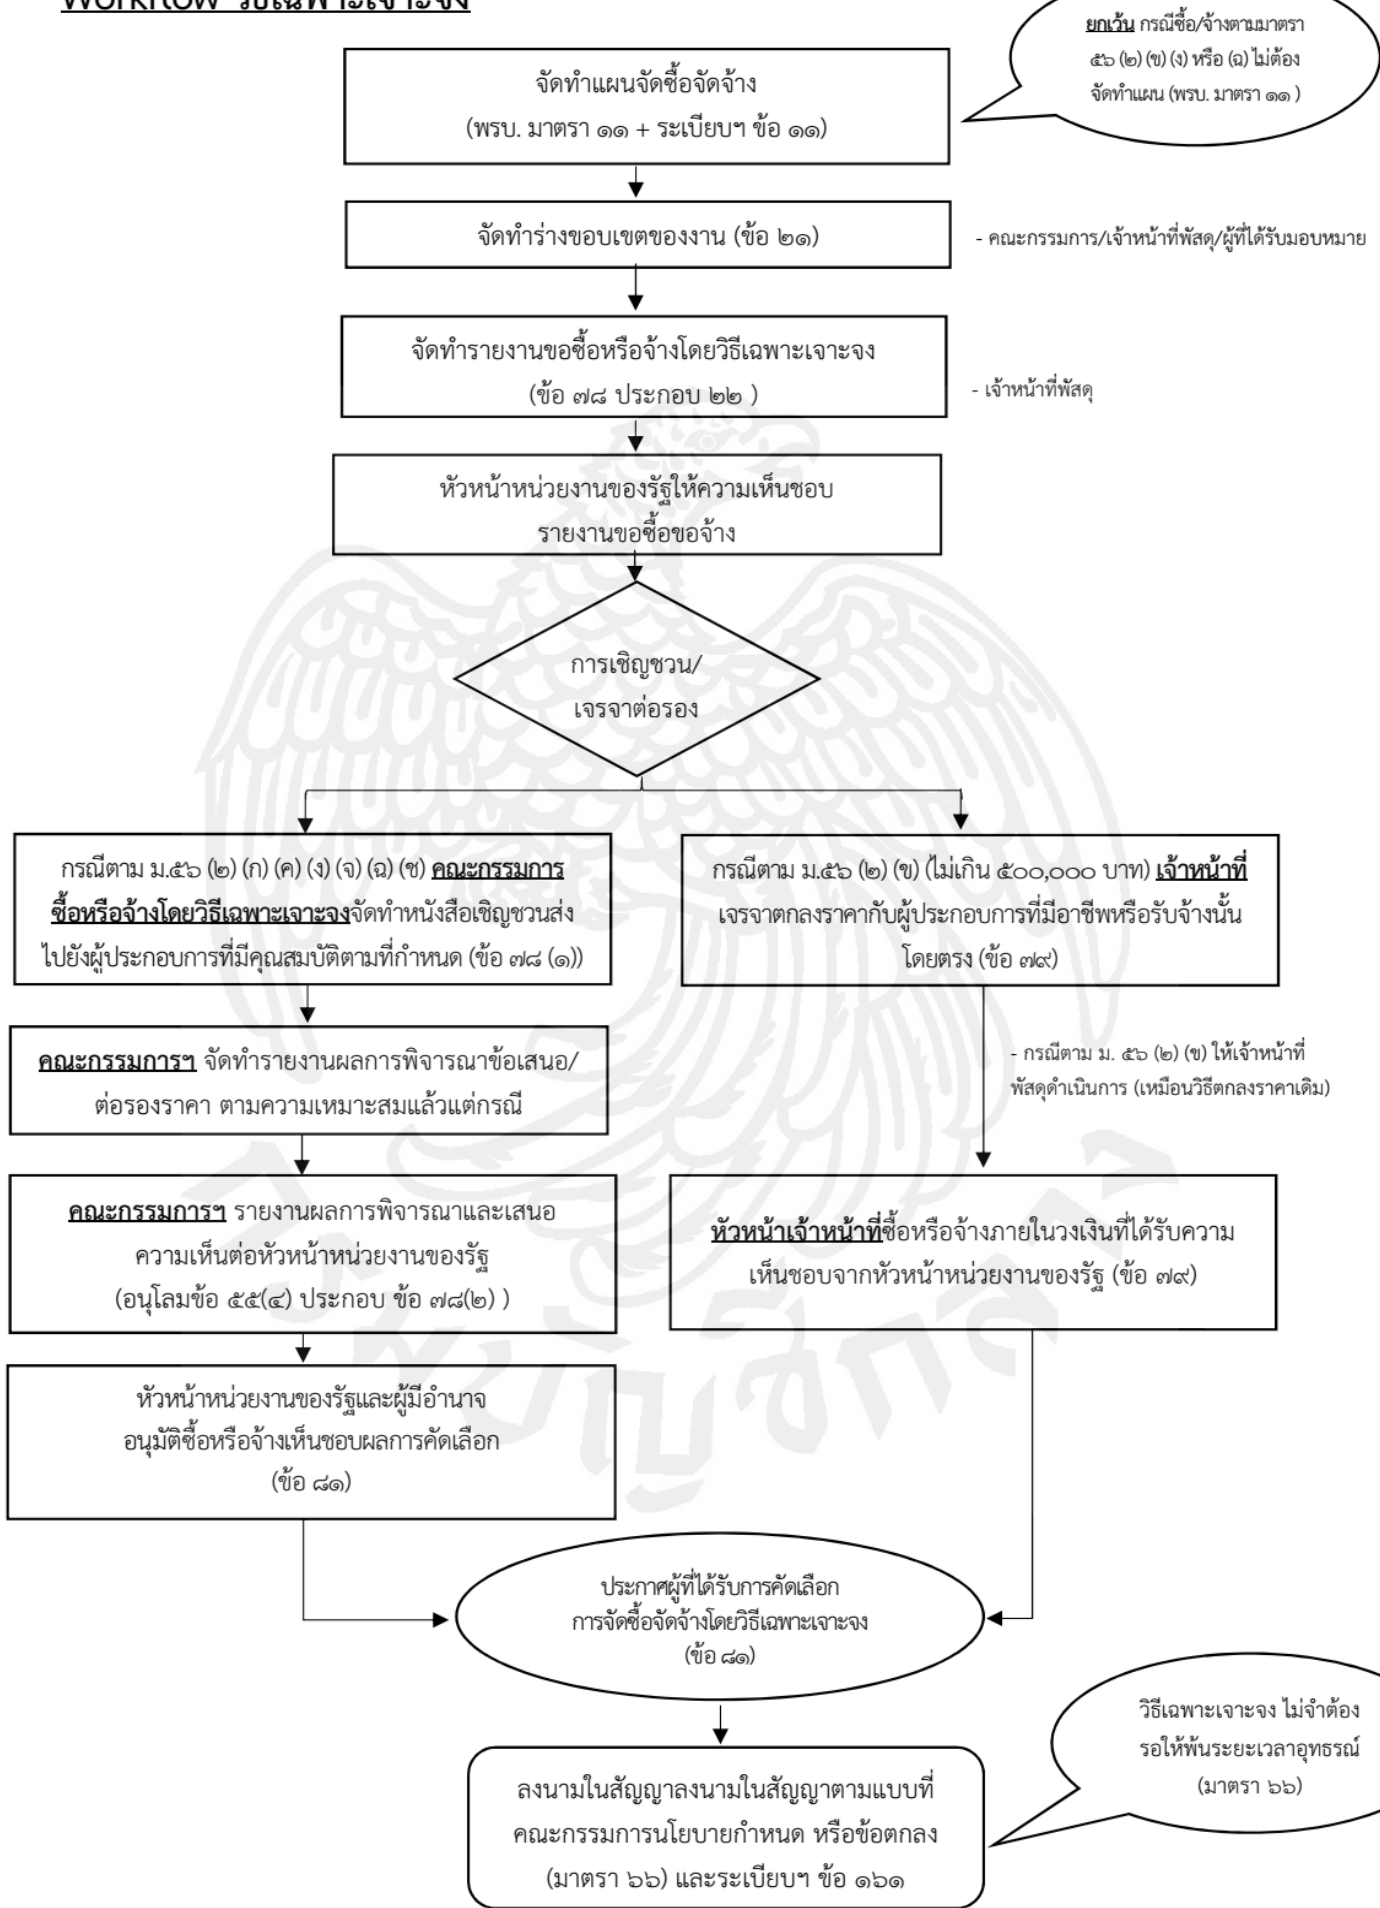 Workflow วิธีเฉพาะเจาะจง
ยกเว้น กรณีซื้อ/จ้างตามมาตรา
๕๖ (๒) (ข) (ง) หรือ (ฉ) ไม่ต้อง
จัดทำแผน (พรบ. มาตรา ๑๑ )
จัดทำแผนจัดซื้อจัดจ้าง
(พรบ. มาตรา ๑๑ + ระเบียบฯ ข้อ ๑๑)
จัดทำร่างขอบเขตของงาน (ข้อ ๒๑)
- คณะกรรมการ/เจ้าหน้าที่พัสดุ/ผู้ที่ได้รับมอบหมาย
จัดทำรายงานขอซื้อหรือจ้างโดยวิธีเฉพาะเจาะจง
(ข้อ ๗๘ ประกอบ ๒๒ )
- เจ้าหน้าที่พัสดุ
หัวหน้าหน่วยงานของรัฐให้ความเห็นชอบ
รายงานขอซื้อขอจ้าง
การเชิญชวน/
เจรจาต่อรอง
กรณีตาม ม.๕๖ (๒) (ก) (ค) (ง) (จ) (ฉ) (ช) คณะกรรมการ
ซื้อหรือจ้างโดยวิธีเฉพาะเจาะจงจัดทำหนังสือเชิญชวนส่ง
ไปยังผู้ประกอบการที่มีคุณสมบัติตามที่กำหนด (ข้อ ๗๘ (๑))
กรณีตาม ม.๕๖ (๒) (ข) (ไม่เกิน ๕๐๐,๐๐๐ บาท) เจ้าหน้าที่
เจรจาตกลงราคากับผู้ประกอบการที่มีอาชีพหรือรับจ้างนั้น
โดยตรง (ข้อ ๗๙)
คณะกรรมการฯ จัดทำรายงานผลการพิจารณาข้อเสนอ/
ต่อรองราคา ตามความเหมาะสมแล้วแต่กรณี
- กรณีตาม ม. ๕๖ (๒) (ข) ให้เจ้าหน้าที่
พัสดุดำเนินการ (เหมือนวิธีตกลงราคาเดิม)
คณะกรรมการฯ รายงานผลการพิจารณาและเสนอ
ความเห็นต่อหัวหน้าหน่วยงานของรัฐ
(อนุโลมข้อ ๕๕(๔) ประกอบ ข้อ ๗๘(๒) )
หัวหน้าเจ้าหน้าที่ซื้อหรือจ้างภายในวงเงินที่ได้รับความ
เห็นชอบจากหัวหน้าหน่วยงานของรัฐ (ข้อ ๗๙)
หัวหน้าหน่วยงานของรัฐและผู้มีอำนาจ
อนุมัติซื้อหรือจ้างเห็นชอบผลการคัดเลือก
(ข้อ ๘๑)
ประกาศผู้ที่ได้รับการคัดเลือก
การจัดซื้อจัดจ้างโดยวิธีเฉพาะเจาะจง
(ข้อ ๘๑)
วิธีเฉพาะเจาะจง ไม่จำต้อง
รอให้พ้นระยะเวลาอุทธรณ์
(มาตรา ๖๖)
ลงนามในสัญญาลงนามในสัญญาตามแบบที่
คณะกรรมการนโยบายกำหนด หรือข้อตกลง
(มาตรา ๖๖) และระเบียบฯ ข้อ ๑๖๑
กรมบัญชีกลาง